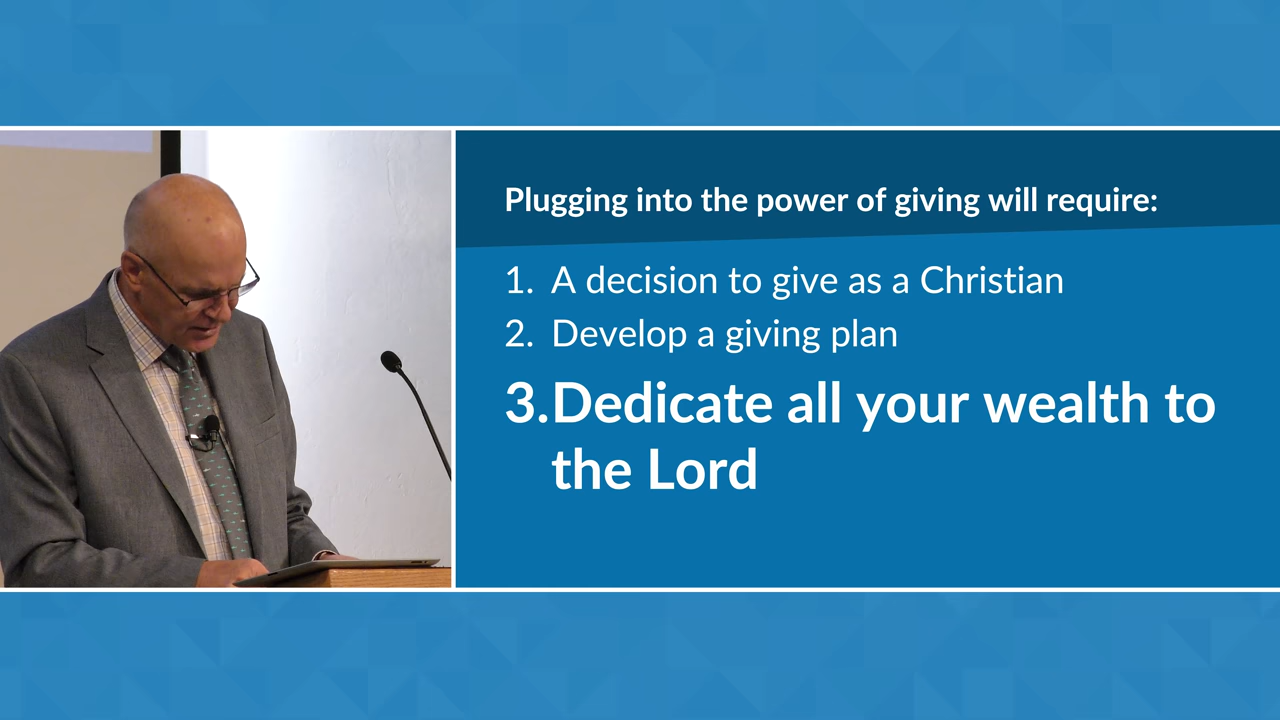 Plugging into the power of giving will require:
1. A decision to give as a Christian
2. Develop a giving plan
3. Dedicate all your wealth to
the Lord